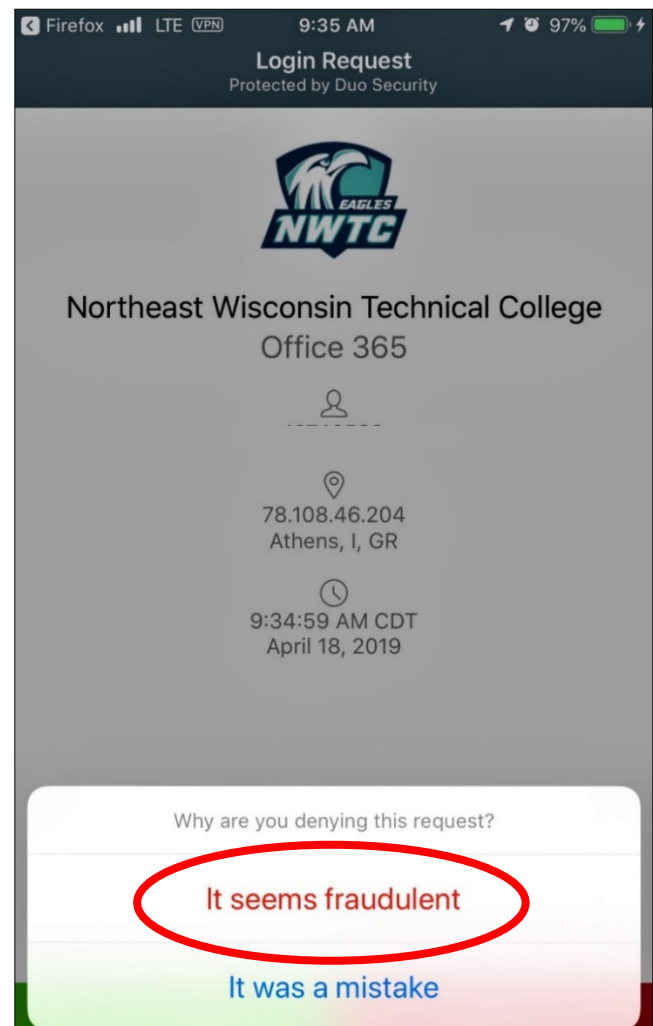 Firefox LTE VPN 9:35 AM 97%
Login Request
Protected by Duo Security
EAGLES
NWTC
Northeast Wisconsin Technical College
Office 365
78.108.46.204
Athens, I, GR
9:34:59 AM CDT
April 18, 2019
Why are you denying this request?
It seems fraudulent
It was a mistake